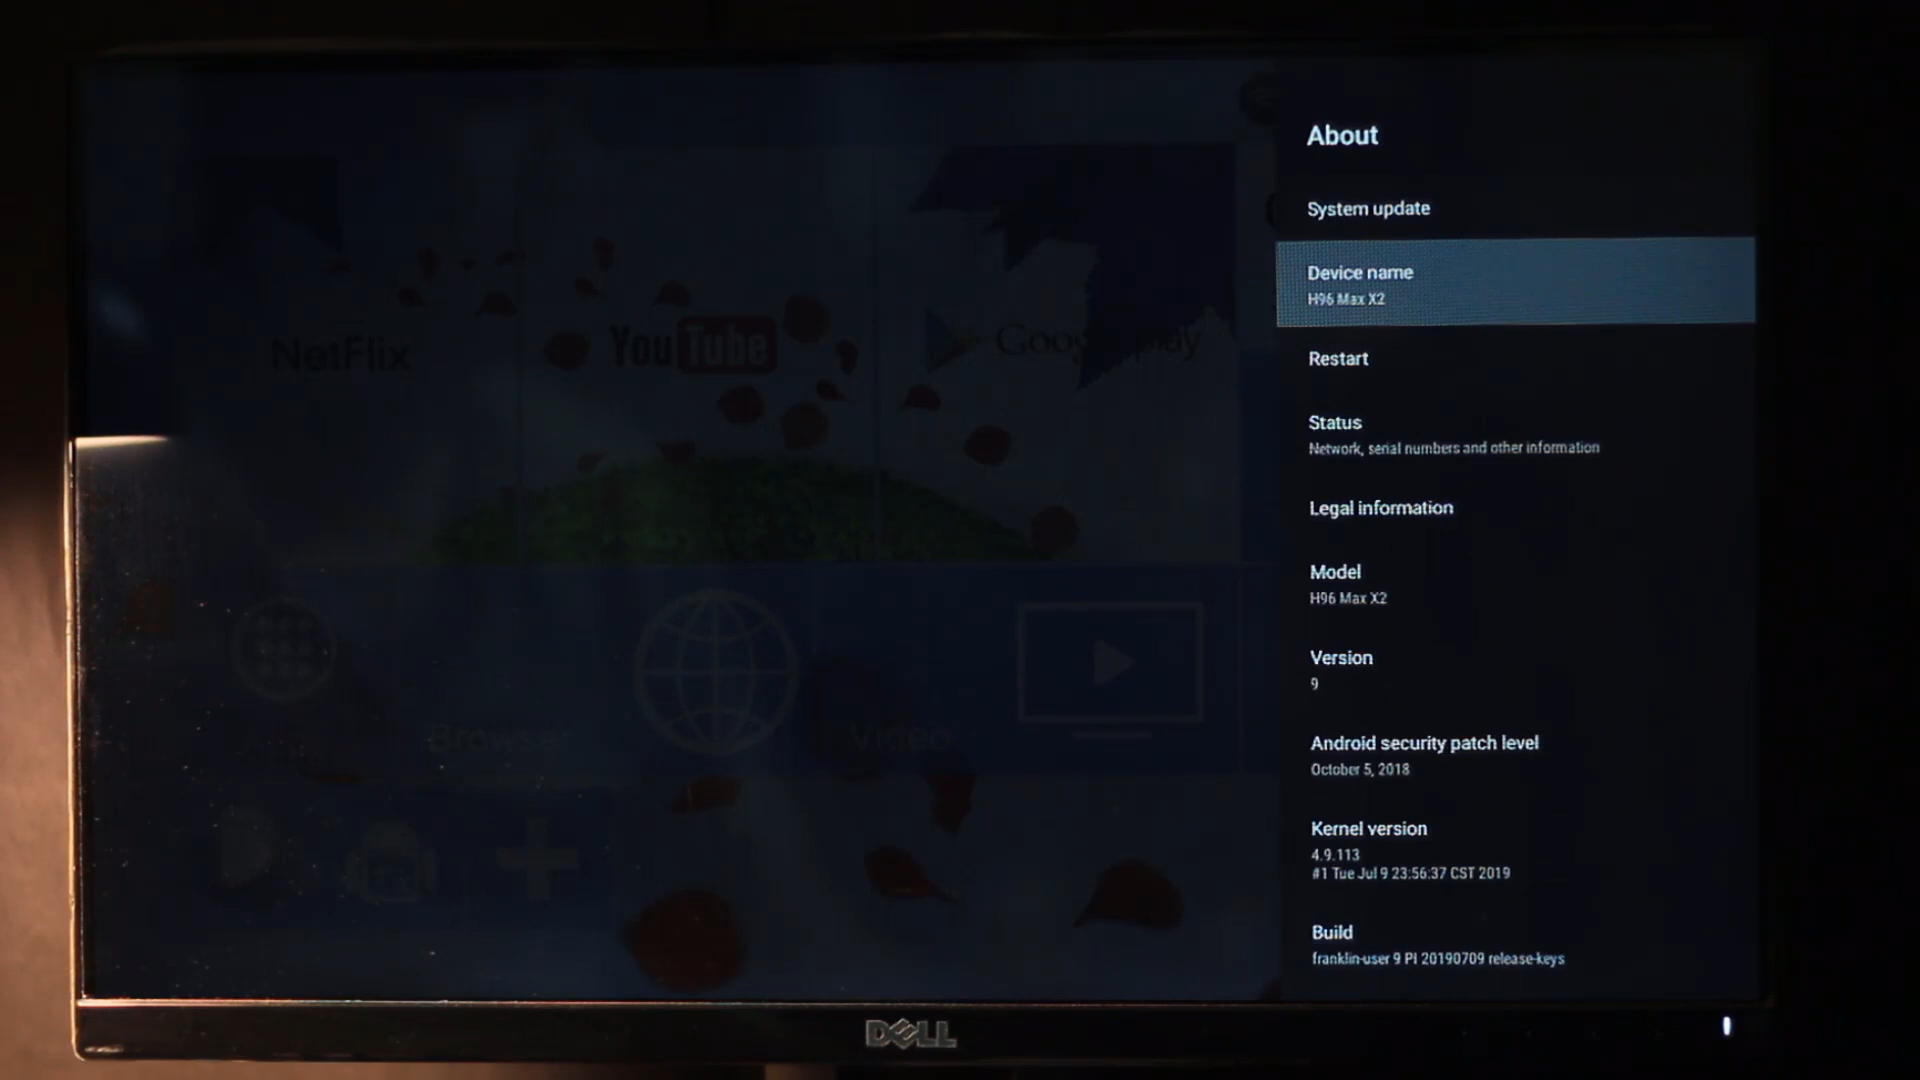 About
System update
Device name
H96 Max X2
Restart
Status
Network, serial numbers and other information
Legal information
Model
H96 Max X2
Version
9
Android security patch level
October 5, 2018
Kernel version
4.9.113
#1 Tue Jul 9 23:56:37 CST 2019
Build
franklin-user 9 PI 20190709 release-keys
NetFlix
YouTube
Google play
Browser
Video
DELL